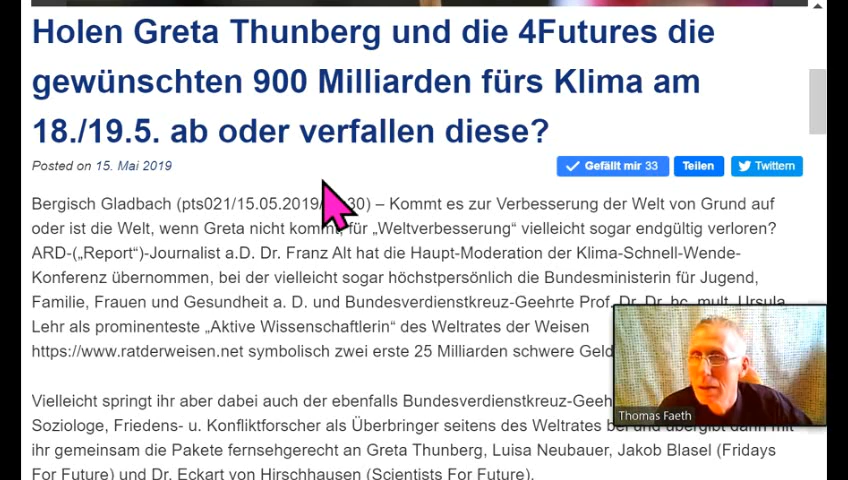 Holen Greta Thunberg und die 4Futures die
gewünschten 900 Milliarden fürs Klima am
18./19.5. ab oder verfallen diese?
Posted on 15. Mai 2019
Gefällt mir 33
Teilen
Twittern
Bergisch Gladbach (pts021/15.05.2019/ 30) – Kommt es zur Verbesserung der Welt von Grund auf
oder ist die Welt, wenn Greta nicht kommt, für „Weltverbesserung“ vielleicht sogar endgültig verloren?
ARD-(„Report“)-Journalist a.D. Dr. Franz Alt hat die Haupt-Moderation der Klima-Schnell-Wende-
Konferenz übernommen, bei der vielleicht sogar höchstpersönlich die Bundesministerin für Jugend,
Familie, Frauen und Gesundheit a. D. und Bundesverdienstkreuz-Geehrte Prof. Dr. Dr. hc. mult. Ursula
Lehr als prominenteste „Aktive Wissenschaftlerin“ des Weltrates der Weisen
https://www.ratderweisen.net symbolisch zwei erste 25 Milliarden schwere Geld
Vielleicht springt ihr aber dabei auch der ebenfalls Bundesverdienstkreuz-Geeh
Soziologe, Friedens- u. Konfliktforscher als Überbringer seitens des Weltrates bei und übergibt dann mit
ihr gemeinsam die Pakete fernsehgerecht an Greta Thunberg, Luisa Neubauer, Jakob Blasel (Fridays
For Future) und Dr. Eckart von Hirschhausen (Scientists For Future).
Thomas Faeth